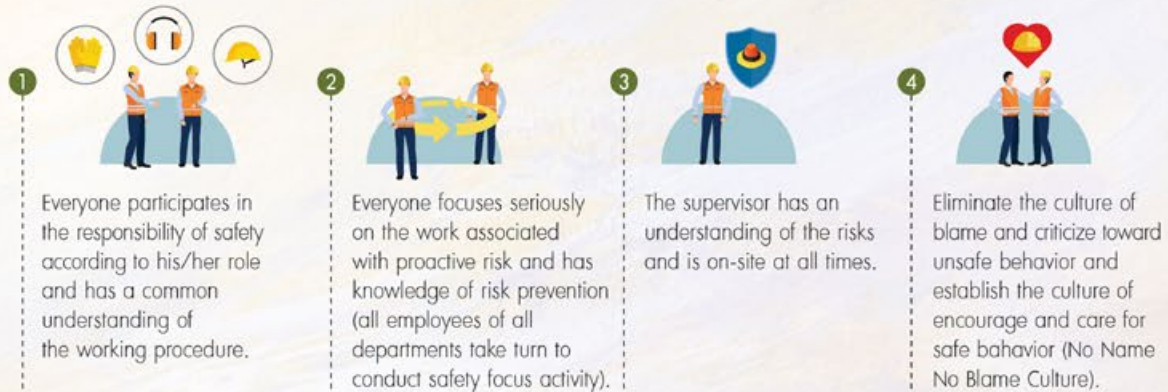 1
Everyone participates in
the responsibility of safety
according to his/her role
and has a common
understanding of
the working procedure.
2
Everyone focuses seriously
on the work associated
with proactive risk and has
knowledge of risk prevention
(all employees of all
departments take turn to
conduct safety focus activity).
3
The supervisor has an
understanding of the risks
and is on-site at all times.
4
Eliminate the culture of
blame and criticize toward
unsafe behavior and
establish the culture of
encourage and care for
safe bahavior (No Name
No Blame Culture).